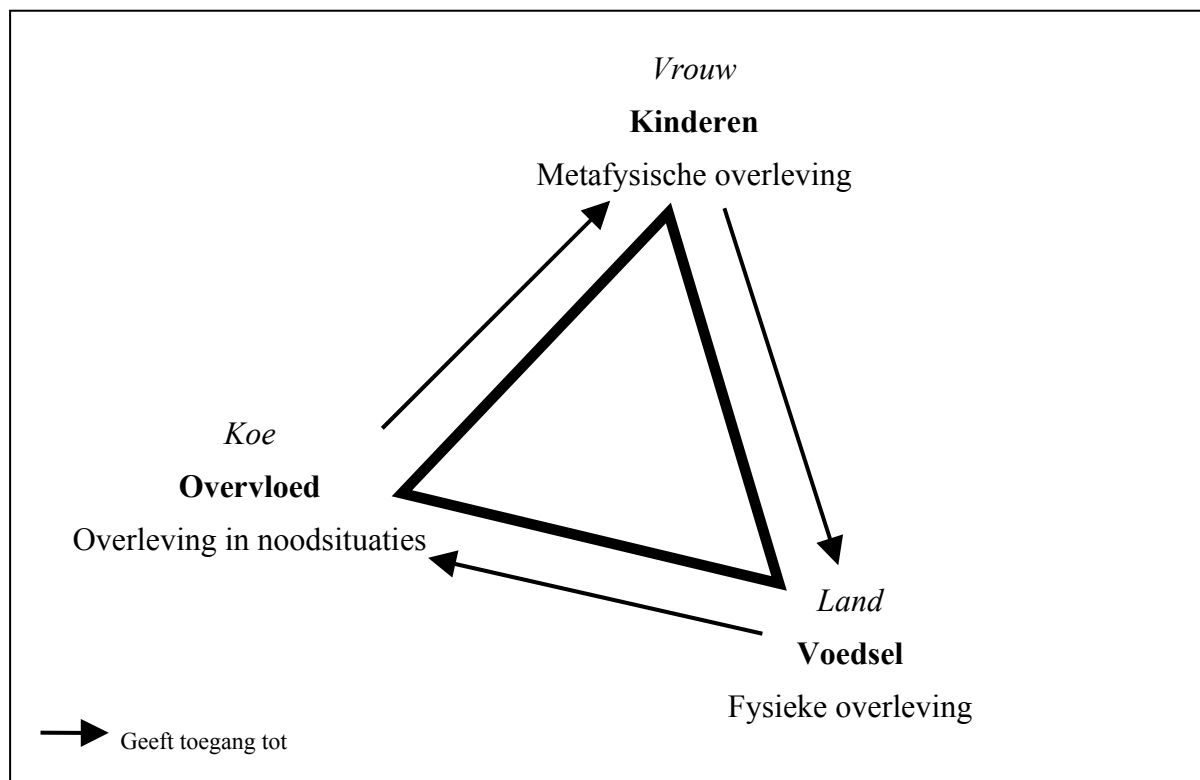 Vrouw
Kinderen
Metafysische overleving
Koe
Overvloed
Overleving in noodsituaties
Land
Voedsel
Fysieke overleving
Geeft toegang tot